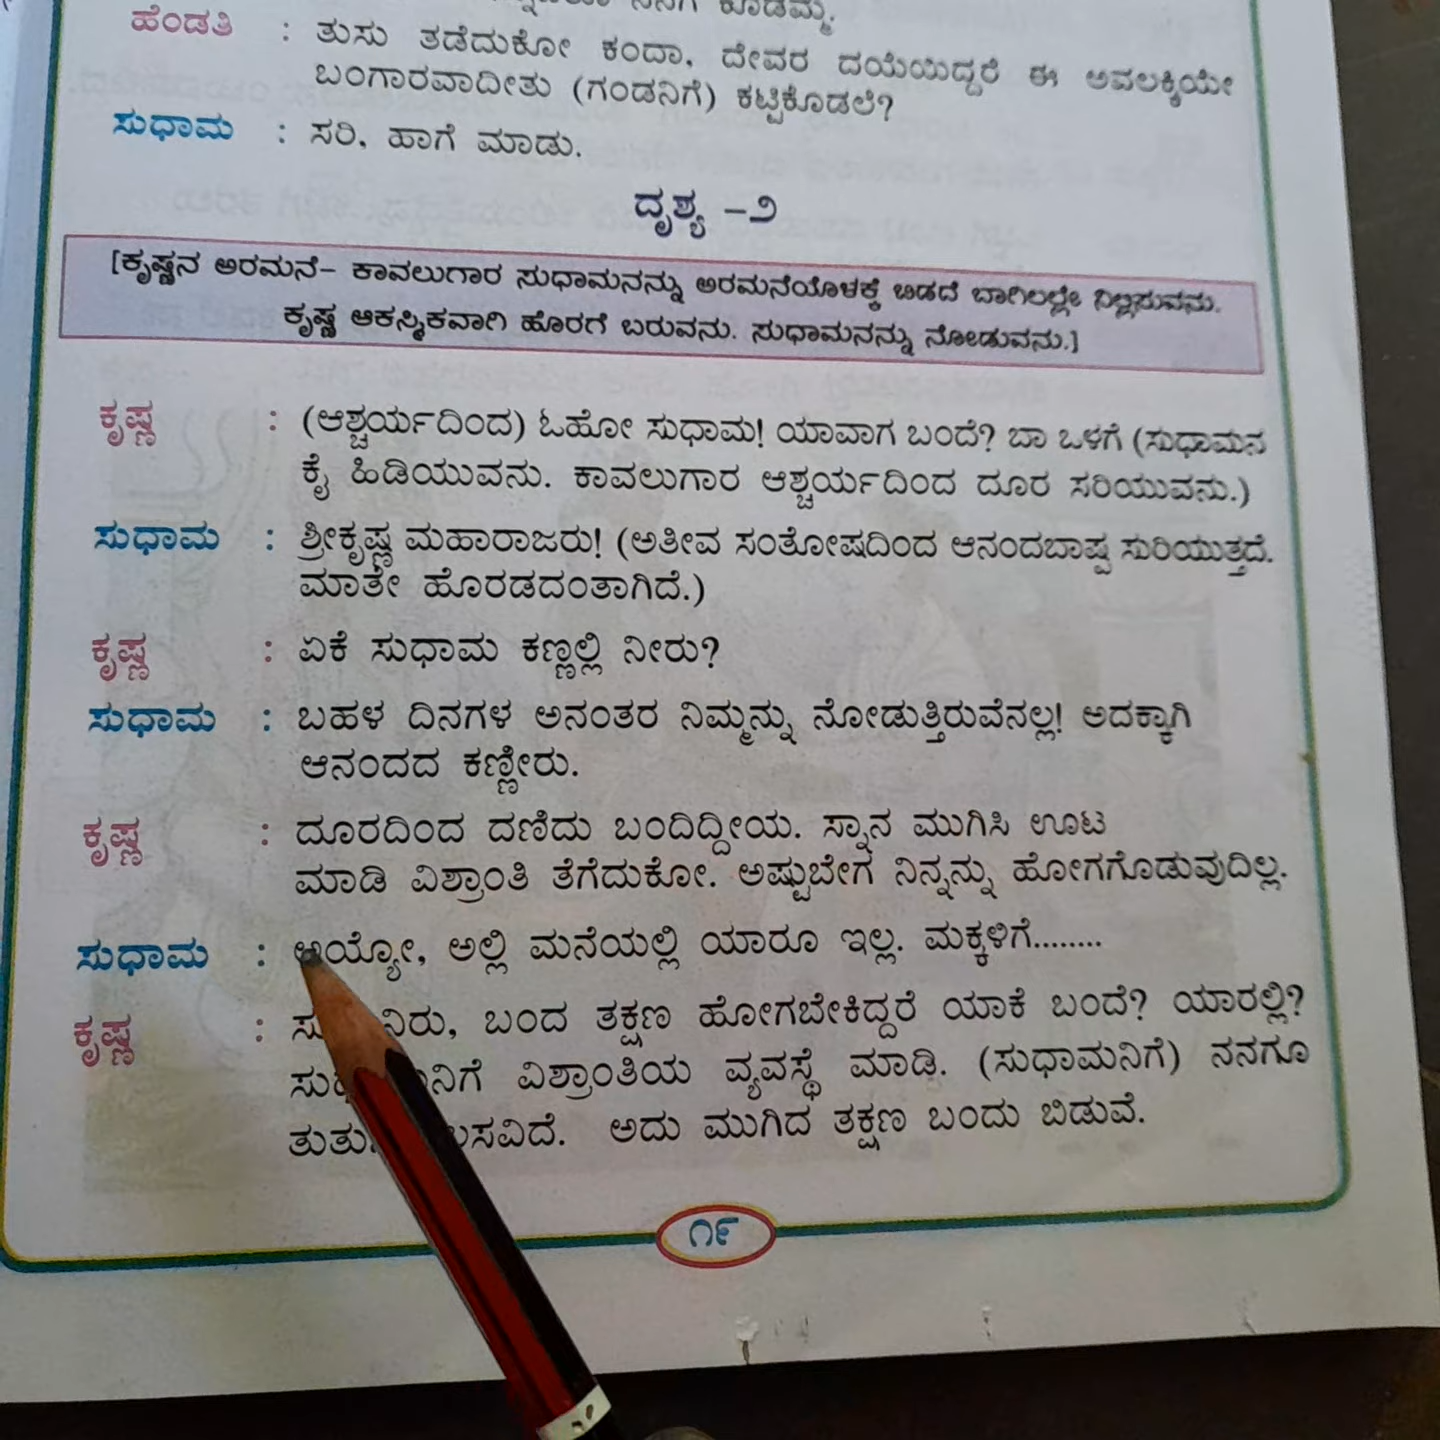 ಹೆಂಡತಿ : ತುಸು ತಡೆದುಕೋ ಕಂದಾ, ದೇವರ ದಯೆಯಿದ್ದರೆ ಈ ಅವಲಕ್ಕಿಯೇ
ಬಂಗಾರವಾದೀತು (ಗಂಡನಿಗೆ) ಕಟ್ಟಿಕೊಡಲೆ?
ಸುಧಾಮ : ಸರಿ, ಹಾಗೆ ಮಾಡು.
ದೃಶ್ಯ -೨
[ಕೃಷ್ಣನ ಅರಮನೆ- ಕಾವಲುಗಾರ ಸುಧಾಮನನ್ನು ಅರಮನೆಯೊಳಕ್ಕೆ ಬಿಡದೆ ಬಾಗಿಲಲ್ಲೇ ನಿಲ್ಲಿಸುವನು.
ಕೃಷ್ಣ ಆಕಸ್ಮಿಕವಾಗಿ ಹೊರಗೆ ಬರುವನು. ಸುಧಾಮನನ್ನು ನೋಡುವನು.]
ಕೃಷ್ಣ : (ಆಶ್ಚರ್ಯದಿಂದ) ಓಹೋ ಸುಧಾಮ! ಯಾವಾಗ ಬಂದೆ? ಬಾ ಒಳಗೆ (ಸುಧಾಮನ
ಕೈ ಹಿಡಿಯುವನು. ಕಾವಲುಗಾರ ಆಶ್ಚರ್ಯದಿಂದ ದೂರ ಸರಿಯುವನು.)
ಸುಧಾಮ : ಶ್ರೀಕೃಷ್ಣ ಮಹಾರಾಜರು! (ಅತೀವ ಸಂತೋಷದಿಂದ ಆನಂದಬಾಷ್ಪ ಸುರಿಯುತ್ತದೆ.
ಮಾತೇ ಹೊರಡದಂತಾಗಿದೆ.)
ಕೃಷ್ಣ : ಏಕೆ ಸುಧಾಮ ಕಣ್ಣಲ್ಲಿ ನೀರು?
ಸುಧಾಮ : ಬಹಳ ದಿನಗಳ ಅನಂತರ ನಿಮ್ಮನ್ನು ನೋಡುತ್ತಿರುವೆನಲ್ಲ! ಅದಕ್ಕಾಗಿ
ಆನಂದದ ಕಣ್ಣೀರು.
ಕೃಷ್ಣ : ದೂರದಿಂದ ದಣಿದು ಬಂದಿದ್ದೀಯ. ಸ್ನಾನ ಮುಗಿಸಿ ಊಟ
ಮಾಡಿ ವಿಶ್ರಾಂತಿ ತೆಗೆದುಕೋ. ಅಷ್ಟುಬೇಗ ನಿನ್ನನ್ನು ಹೋಗಗೊಡುವುದಿಲ್ಲ.
ಸುಧಾಮ : ಅಯ್ಯೋ, ಅಲ್ಲಿ ಮನೆಯಲ್ಲಿ ಯಾರೂ ಇಲ್ಲ. ಮಕ್ಕಳಿಗೆ........
ಕೃಷ್ಣ : ಬಂದ ತಕ್ಷಣ ಹೋಗಬೇಕಿದ್ದರೆ ಯಾಕೆ ಬಂದೆ? ಯಾರಲ್ಲಿ?
ವಿಶ್ರಾಂತಿಯ ವ್ಯವಸ್ಥೆ ಮಾಡಿ. (ಸುಧಾಮನಿಗೆ) ನನಗೂ
ಅದು ಮುಗಿದ ತಕ್ಷಣ ಬಂದು ಬಿಡುವೆ.
೧೯